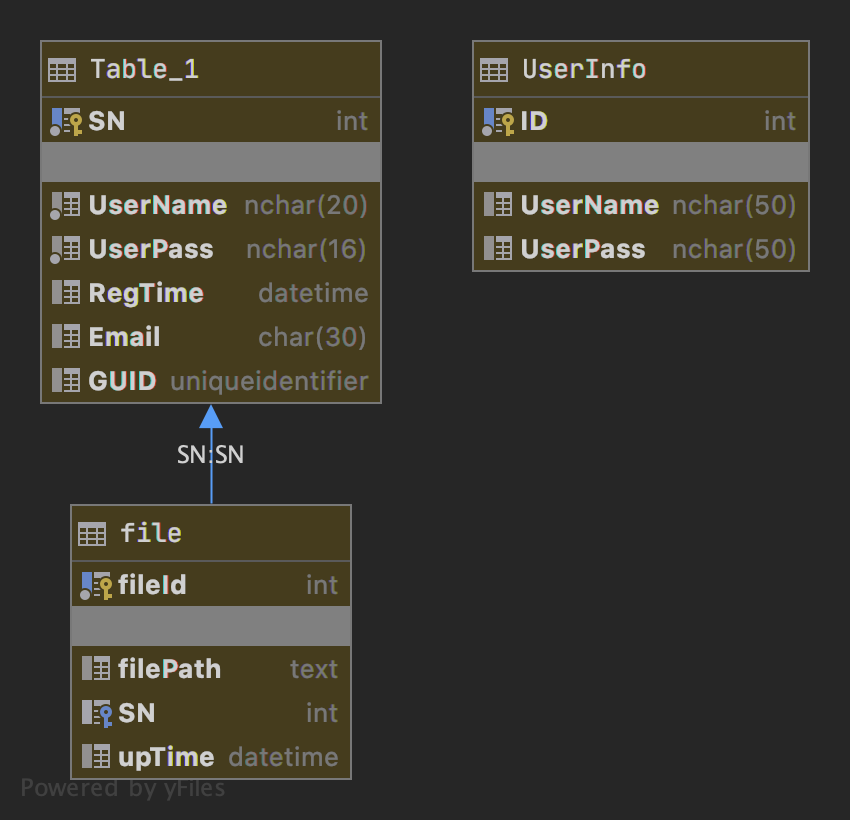 Table_1
SN int
UserName nchar(20)
UserPass nchar(16)
RegTime datetime
Email char(30)
GUID uniqueidentifier
UserInfo
ID int
UserName nchar(50)
UserPass nchar(50)
SN:SN
file
fileId int
filePath text
SN int
upTime datetime
Powered by yFiles